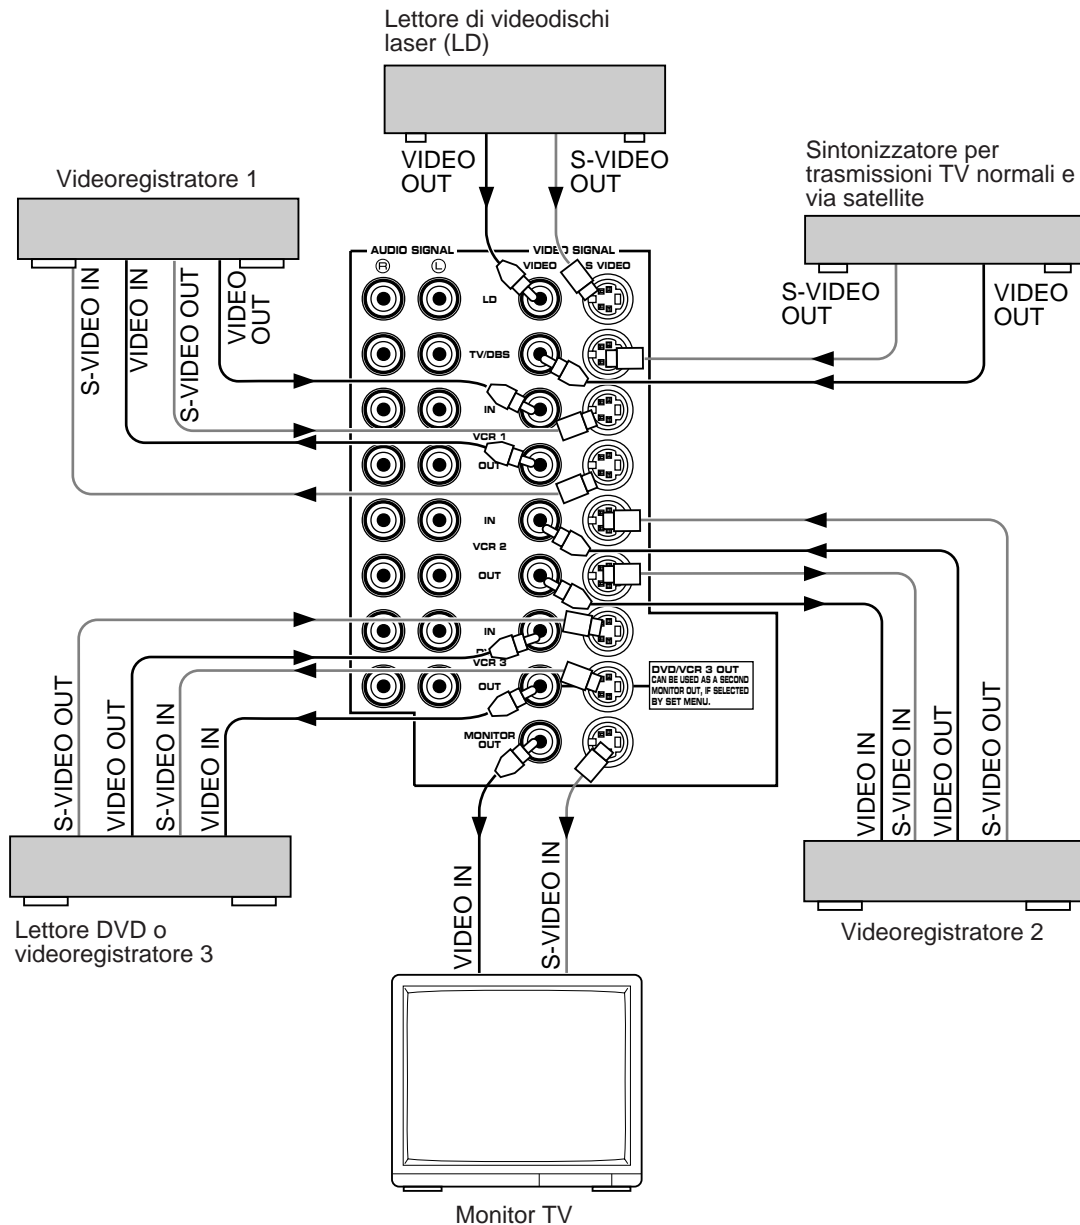 Lettore di videodischi
laser (LD)
VIDEO
OUT
S-VIDEO
OUT
Videoregistratore 1
S-VIDEO IN
VIDEO IN
S-VIDEO OUT
VIDEO
OUT
Sintonizzatore per
trasmissioni TV normali e
via satellite
S-VIDEO
OUT
VIDEO
OUT
AUDIO SIGNAL
VIDEO SIGNAL
R
L
VIDEO
S VIDEO
LD
TV/DBS
IN
VCR 1
OUT
IN
VCR 2
OUT
IN
VCR 3
OUT
MONITOR
OUT
DVD/VCR 3 OUT
CAN BE USED AS A SECOND
MONITOR OUT, IF SELECTED
BY SET MENU.
S-VIDEO OUT
VIDEO OUT
S-VIDEO IN
VIDEO IN
Lettore DVD o
videoregistratore 3
VIDEO IN
S-VIDEO IN
VIDEO OUT
S-VIDEO OUT
Videoregistratore 2
VIDEO IN
S-VIDEO IN
Monitor TV